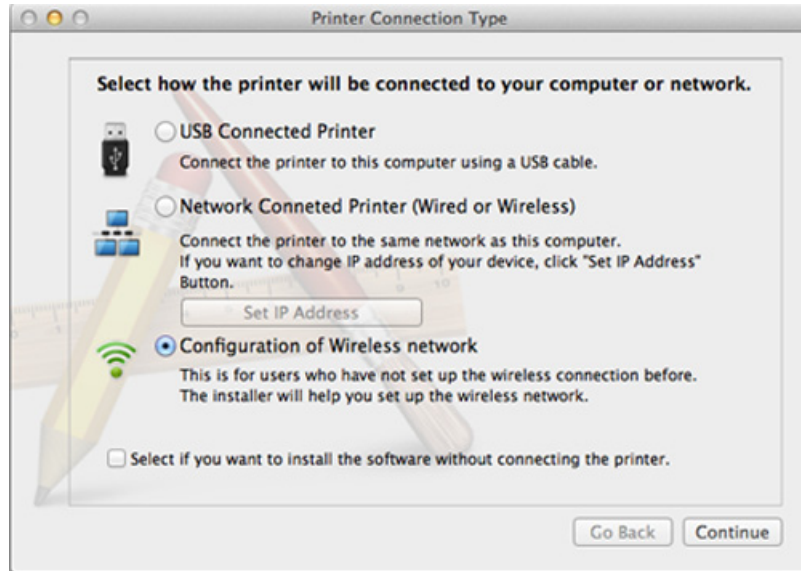 Printer Connection Type
Select how the printer will be connected to your computer or network.
USB Connected Printer
Connect the printer to this computer using a USB cable.
Network Conneted Printer (Wired or Wireless)
Connect the printer to the same network as this computer.
If you want to change IP address of your device, click "Set IP Address"
Button.
Set IP Address
Configuration of Wireless network
This is for users who have not set up the wireless connection before.
The installer will help you set up the wireless network.
Select if you want to install the software without connecting the printer.
Go Back
Continue